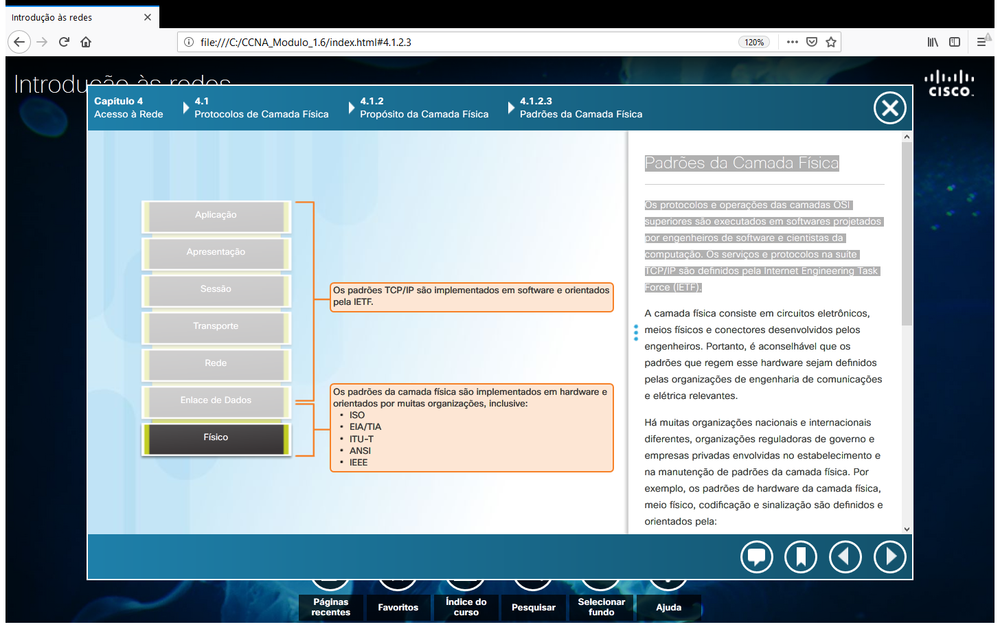 Introdução às redes
file:///C:/CCNA_Modulo_1.6/index.html#4.1.2.3
120%
Introdução às redes
CISCO
Capítulo 4
Acesso à Rede
4.1
Protocolos de Camada Física
4.1.2
Propósito da Camada Física
4.1.2.3
Padrões da Camada Física
Aplicação
Apresentação
Sessão
Transporte
Rede
Enlace de Dados
Físico
Os padrões TCP/IP são implementados em software e orientados
pela IETF.
Os padrões da camada física são implementados em hardware e
orientados por muitas organizações, inclusive:
• ISO
• EIA/TIA
• ITU-T
• ANSI
• IEEE
Padrões da Camada Física
Os protocolos e operações das camadas OSI
superiores são executados em softwares projetados
por engenheiros de software e cientistas da
computação. Os serviços e protocolos na suíte
TCP/IP são definidos pela Internet Engineering Task
Force (IETF).
A camada física consiste em circuitos eletrônicos,
meios físicos e conectores desenvolvidos pelos
engenheiros. Portanto, é aconselhável que os
padrões que regem esse hardware sejam definidos
pelas organizações de engenharia de comunicações
e elétrica relevantes.
Há muitas organizações nacionais e internacionais
diferentes, organizações reguladoras de governo e
empresas privadas envolvidas no estabelecimento e
na manutenção de padrões da camada física. Por
exemplo, os padrões de hardware da camada física,
meio físico, codificação e sinalização são definidos e
orientados pela:
Páginas
recentes
Favoritos
Índice do
curso
Pesquisar
Selecionar
fundo
Ajuda